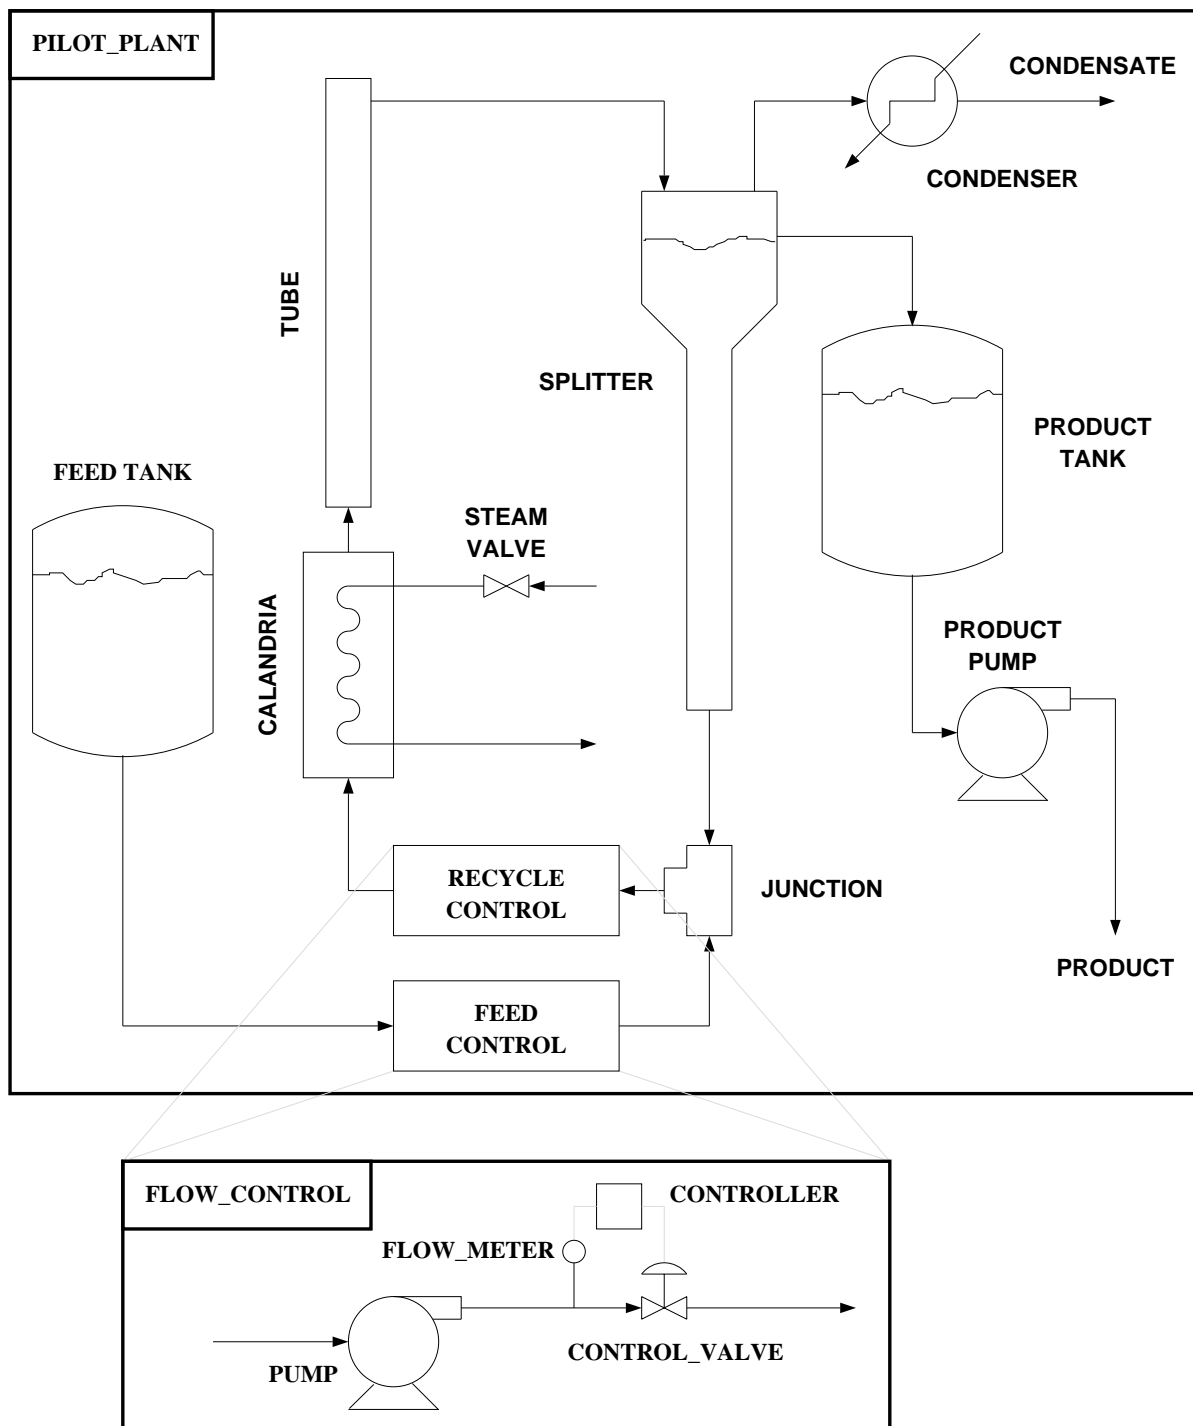 PILOT_PLANT
CONDENSATE
CONDENSER
TUBE
SPLITTER
PRODUCT
TANK
FEED TANK
STEAM
VALVE
CALANDRIA
PRODUCT
PUMP
RECYCLE
CONTROL
JUNCTION
PRODUCT
FEED
CONTROL
FLOW_CONTROL
CONTROLLER
FLOW_METER
CONTROL_VALVE
PUMP